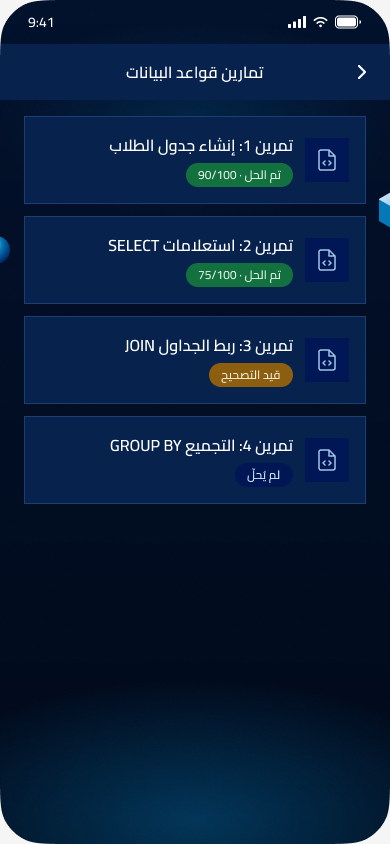 9:41
تمارين قواعد البيانات
تمرين 1: إنشاء جدول الطلاب
تم الحل · 90/100
تمرين 2: استعلامات SELECT
تم الحل · 75/100
تمرين 3: ربط الجداول JOIN
قيد التصحيح
تمرين 4: التجميع GROUP BY
لم يُحلّ